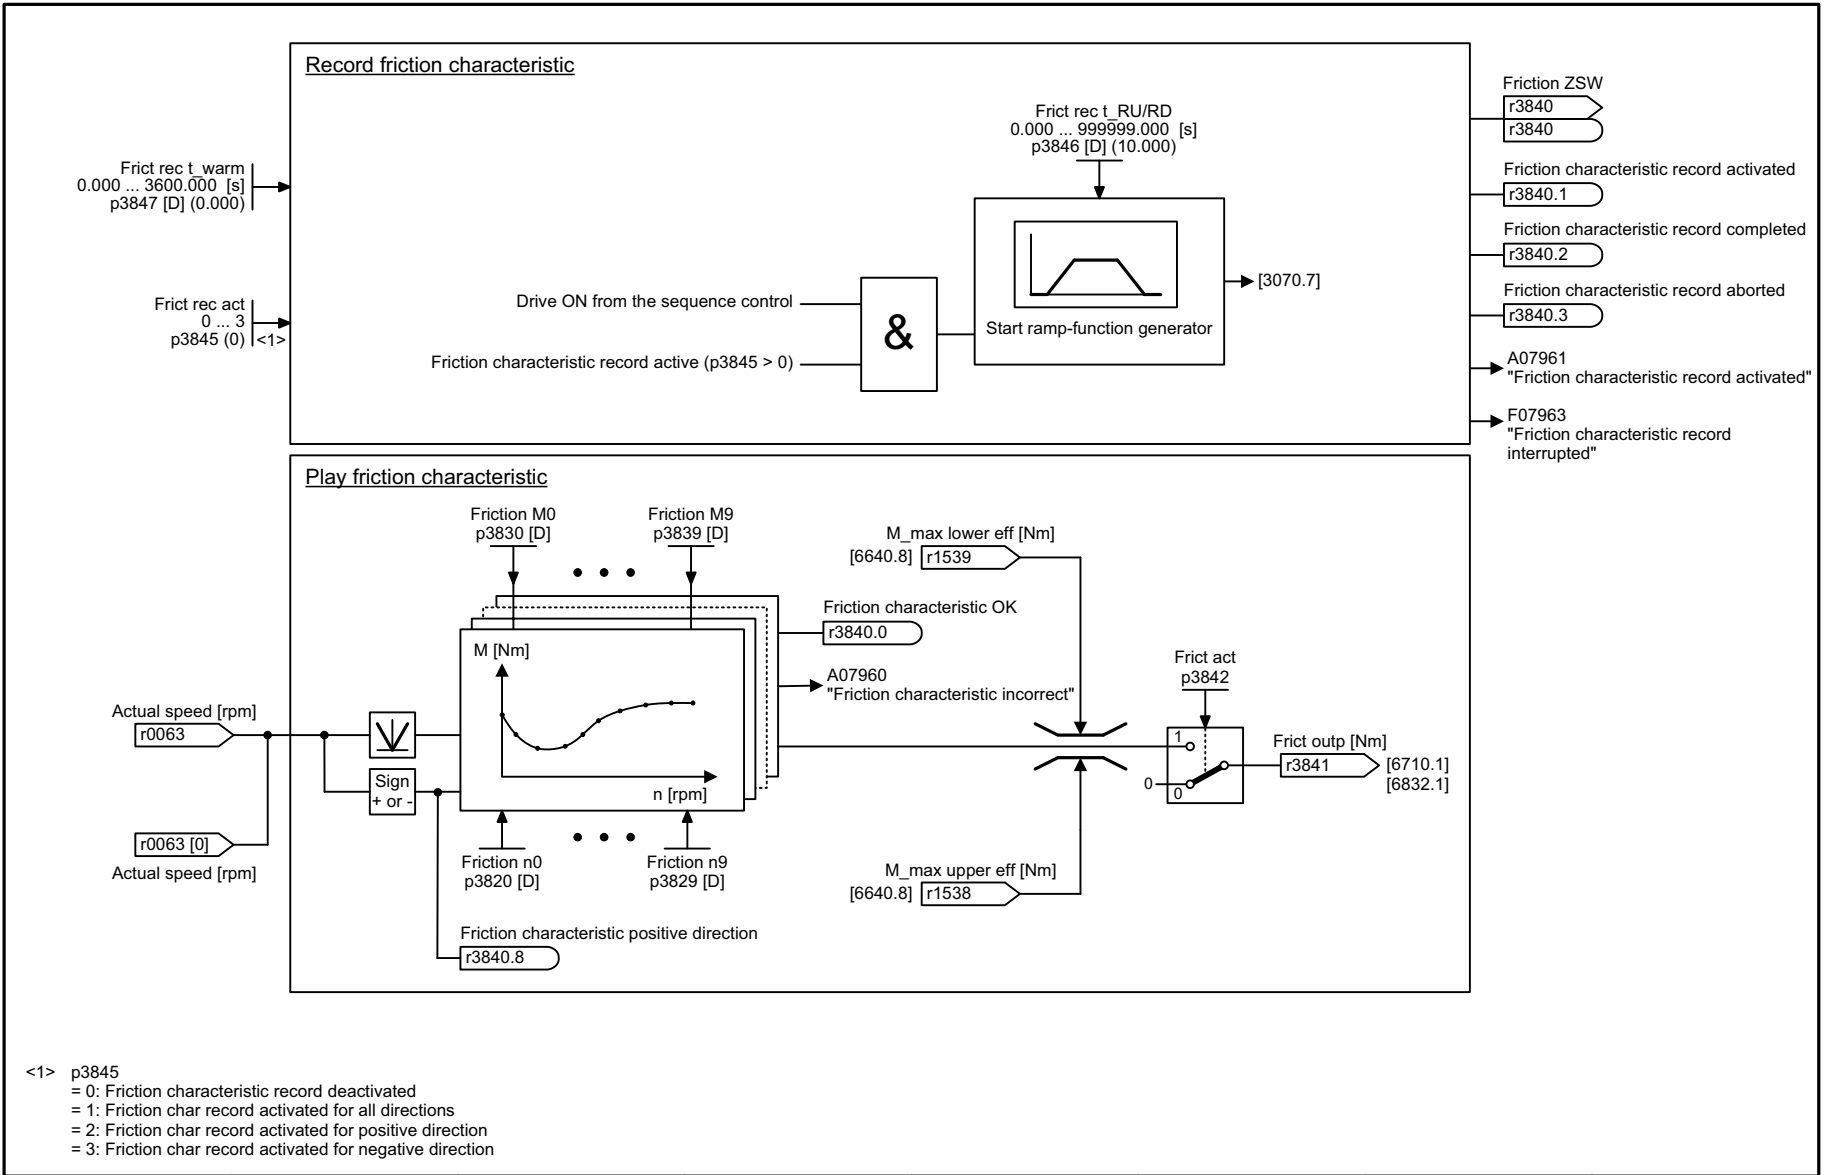 Record friction characteristic
Frict rec t_warm
0.000 ... 3600.000 [s]
p3847 [D] (0.000)
Frict rec act
0 ... 3
p3845 (0)
<1>
Frict rec t_RU/RD
0.000 ... 999999.000 [s]
p3846 [D] (10.000)
Drive ON from the sequence control
Friction characteristic record active (p3845 > 0)
&
Start ramp-function generator
[3070.7]
Friction ZSW
r3840
r3840
Friction characteristic record activated
r3840.1
Friction characteristic record completed
r3840.2
Friction characteristic record aborted
r3840.3
A07961
"Friction characteristic record activated"
F07963
"Friction characteristic record
interrupted"
Play friction characteristic
Friction M0
p3830 [D]
Friction M9
p3839 [D]
M_max lower eff [Nm]
[6640.8]
r1539
Friction characteristic OK
r3840.0
A07960
"Friction characteristic incorrect"
M [Nm]
n [rpm]
Actual speed [rpm]
r0063
Sign
+ or -
r0063 [0]
Actual speed [rpm]
Friction n0
p3820 [D]
Friction n9
p3829 [D]
M_max upper eff [Nm]
[6640.8]
r1538
Friction characteristic positive direction
r3840.8
Frict act
p3842
1
0
0
Frict outp [Nm]
r3841
[6710.1]
[6832.1]
<1> p3845
= 0: Friction characteristic record deactivated
= 1: Friction char record activated for all directions
= 2: Friction char record activated for positive direction
= 3: Friction char record activated for negative direction